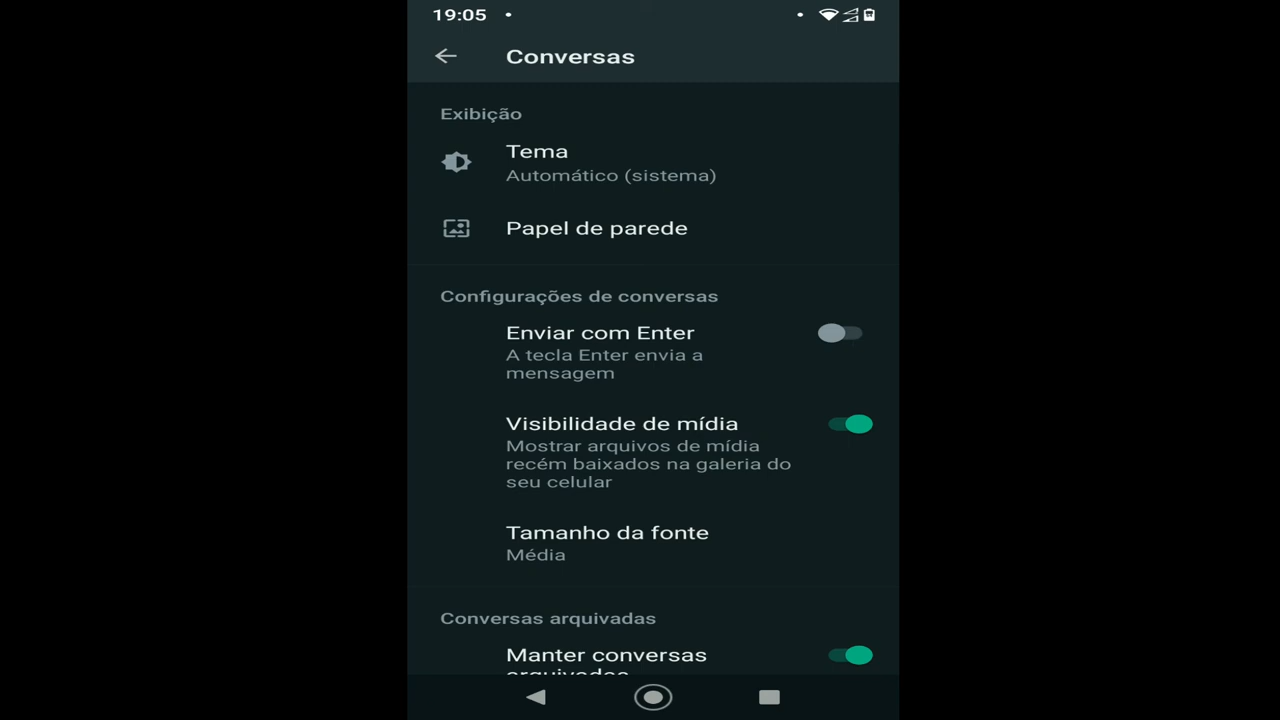 19:05
Conversas
Exibição
Tema
Automático (sistema)
Papel de parede
Configurações de conversas
Enviar com Enter
A tecla Enter envia a
mensagem
Visibilidade de mídia
Mostrar arquivos de mídia
recém baixados na galeria do
seu celular
Tamanho da fonte
Média
Conversas arquivadas
Manter conversas
arquivadas